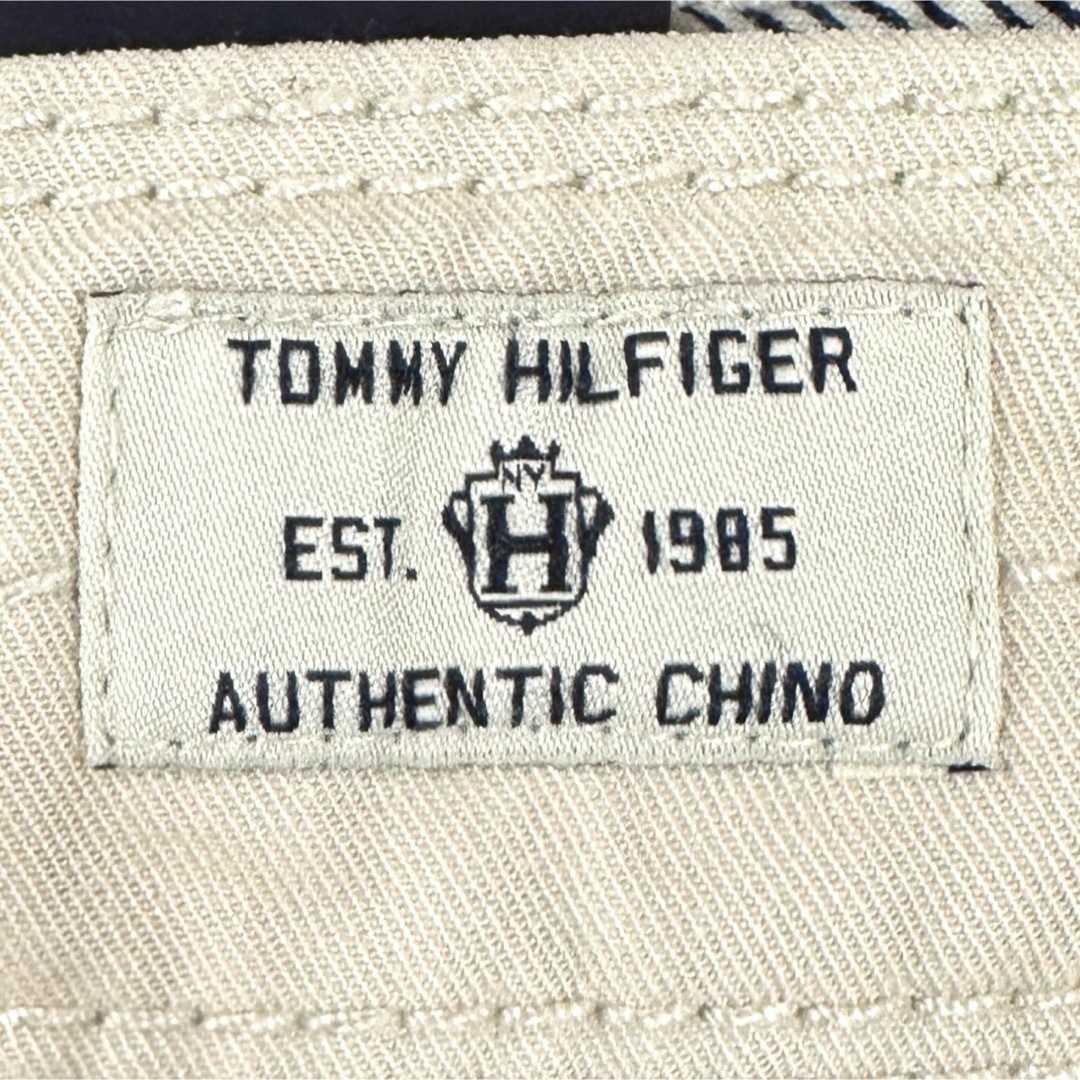 TOMMY HILFIGER
NY
EST. H 1985
AUTHENTIC CHINO